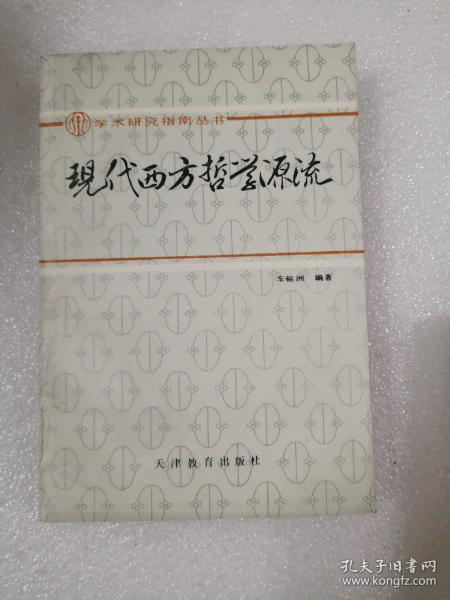 学术研究指南丛书
现代西方哲学源流
车铭洲 编著
天津教育出版社
孔夫子旧书网
www.kongfz.com